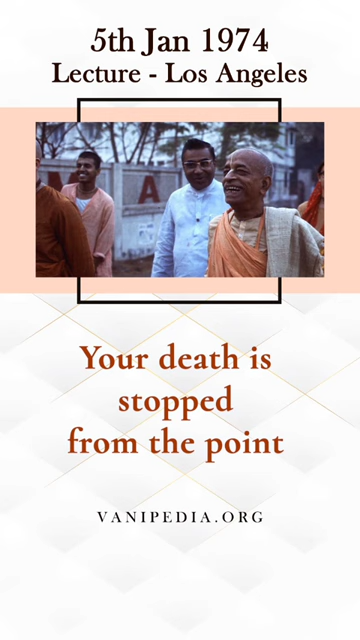 5th Jan 1974
Lecture - Los Angeles
Your death is
stopped
from the point
VANIPEDIA.ORG